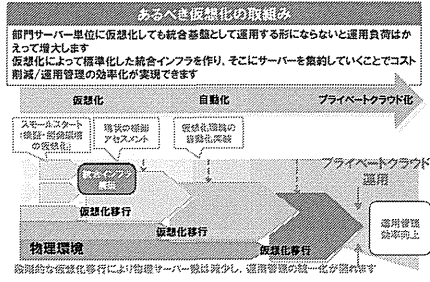 あるべき仮想化の取組み
部門サーバー単位に仮想化しても統合基盤として運用する形にならないと運用負荷はか
えって増大します
仮想化によって標準化した統合インフラを作り、そこにサーバーを集約していくことでコスト
削減/運用管理の効率化が実現できます
仮想化
自動化
プライベートクラウド化
スモールスタート
の仮想化」
現状の棚卸
アセスメント
仮想化環境の
自動化実装
統合インフラ
プライベートクラウド
運用
仮想化移行
仮想化移行
仮想化移行
物理環境
運用管理
効率向上
段階的な仮想化移行により物理サーバー数は減少し、運用管理の統一化が図れます